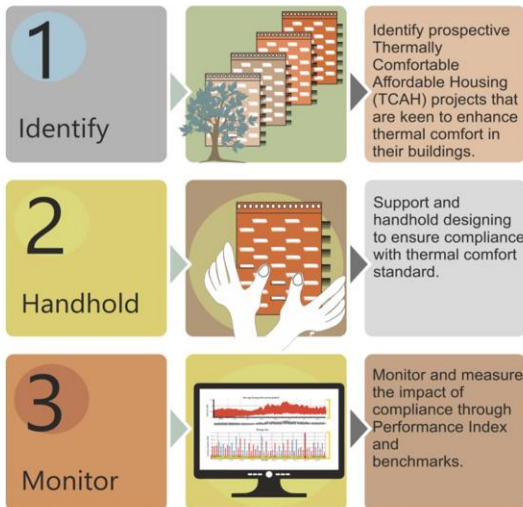 1
Identify
Identify prospective
Thermally
Comfortable
Affordable Housing
(TCAH) projects that
are keen to enhance
thermal comfort in
their buildings.
2
Handhold
Support and
handhold designing
to ensure compliance
with thermal comfort
standard.
3
Monitor
Monitor and measure
the impact of
compliance through
Performance Index
and
benchmarks.